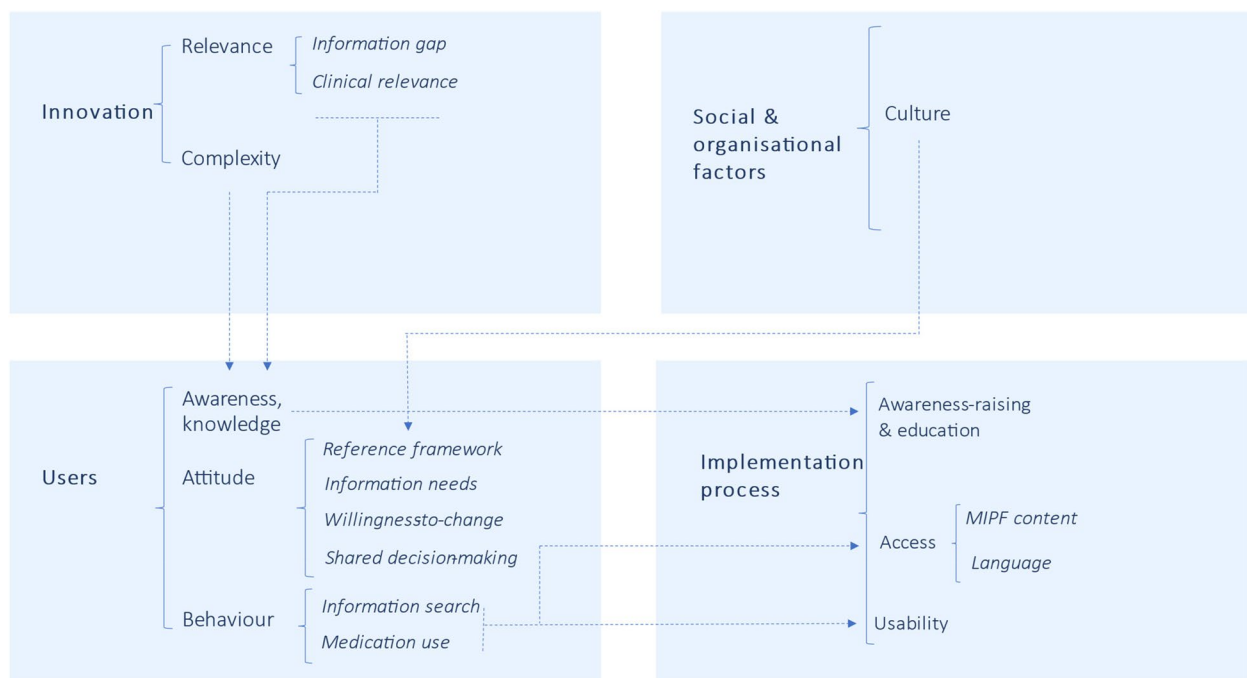 Relevance
Information gap
Clinical relevance
Innovation
Complexity
Social &
organisational
factors
Culture
Users
Awareness,
knowledge
Attitude
Reference framework
Information needs
Willingnessto-change
Shared decision-making
Behaviour
Information search
Medication use
Implementation
process
Awareness-raising
& education
Access
MIPF content
Language
Usability